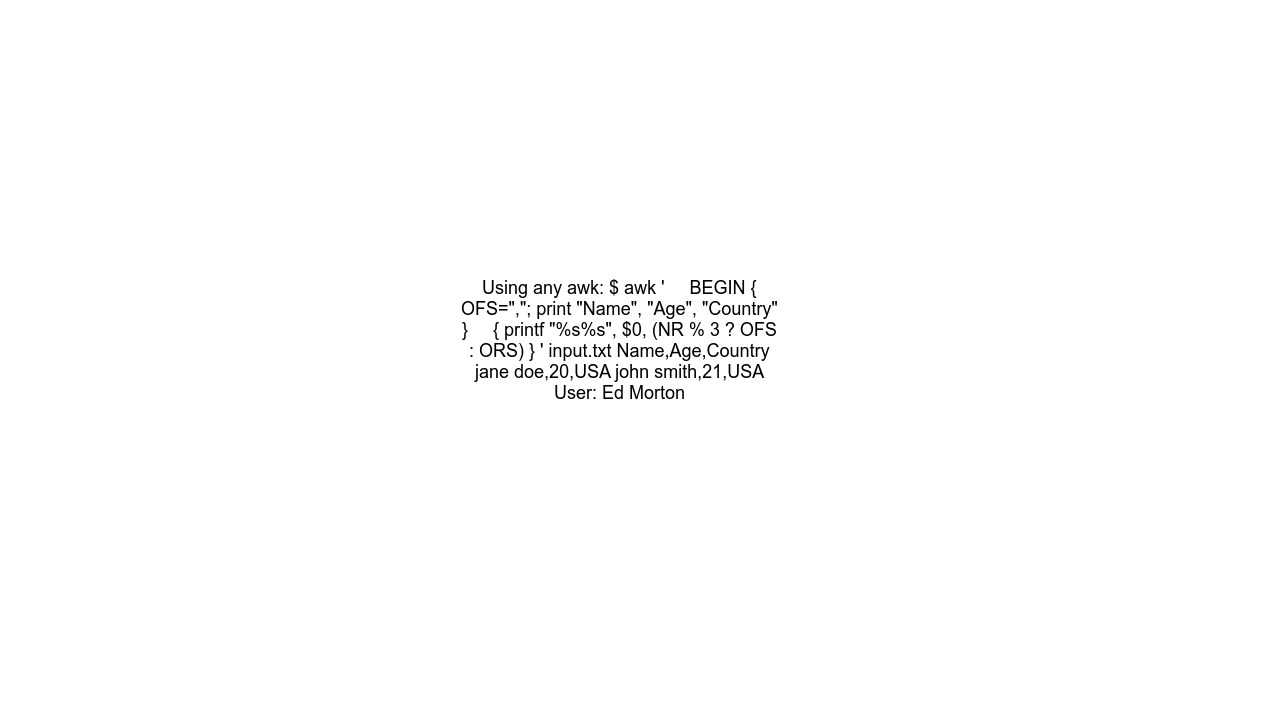 Using any awk: $ awk '     BEGIN {
OFS=","; print "Name", "Age", "Country"
}     { printf "%s%s", $0, (NR % 3 ? OFS
: ORS) } ' input.txt Name,Age,Country
jane doe,20,USA john smith,21,USA
User: Ed Morton